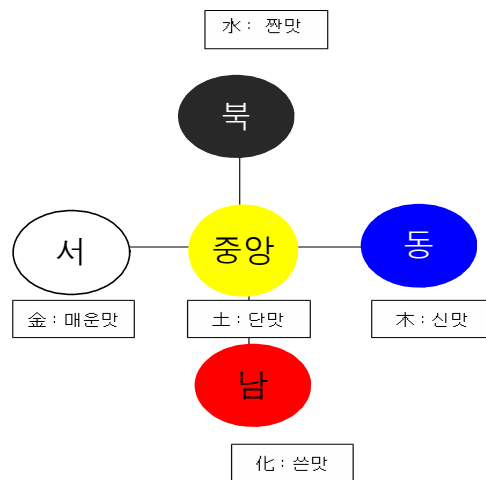 水 : 짠맛
북
서
중앙
동
金 : 매운맛
土 : 단맛
木 : 신맛
남
化 : 쓴맛